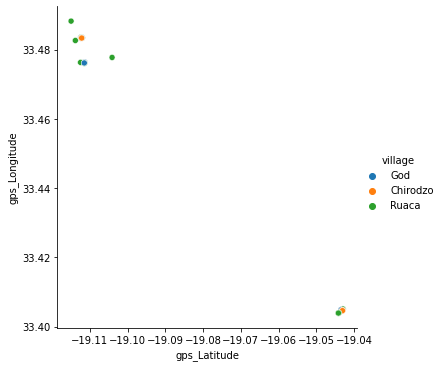 33.48
33.46
33.44
33.42
33.40
gps_Longitude
−19.11 −19.10 −19.09 −19.08 −19.07 −19.06 −19.05 −19.04
gps_Latitude
village
God
Chirodzo
Ruaca